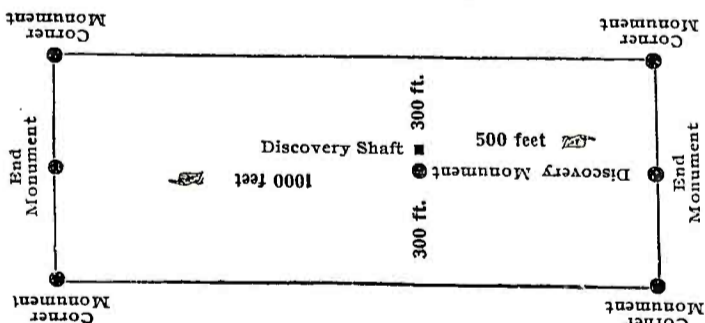 Corner
Monument
Corner
Monument
End
Monument
300 ft.
500 feet
Discovery Shaft
Discovery Monument
1000 feet
300 ft.
End
Monument
Corner
Monument
Corner
Monument